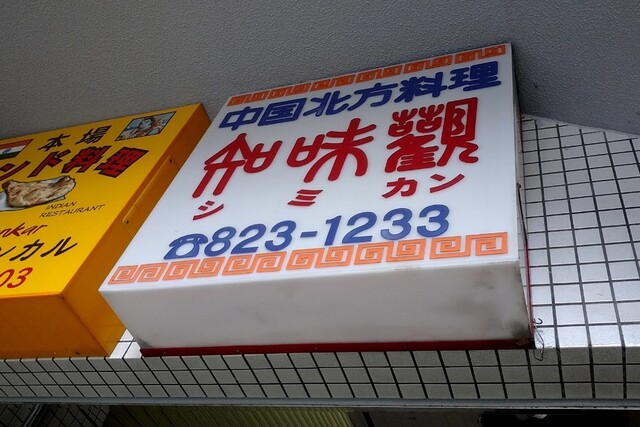 中国北方料理
知味觀
シミカン
☎823-1233
本場
ンド料理
INDIAN
RESTAURANT
nkar
ンカル
03